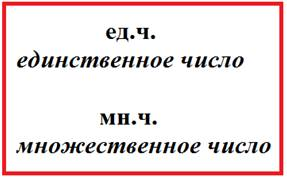 ед.ч.
единственное число
мн.ч.
множественное число